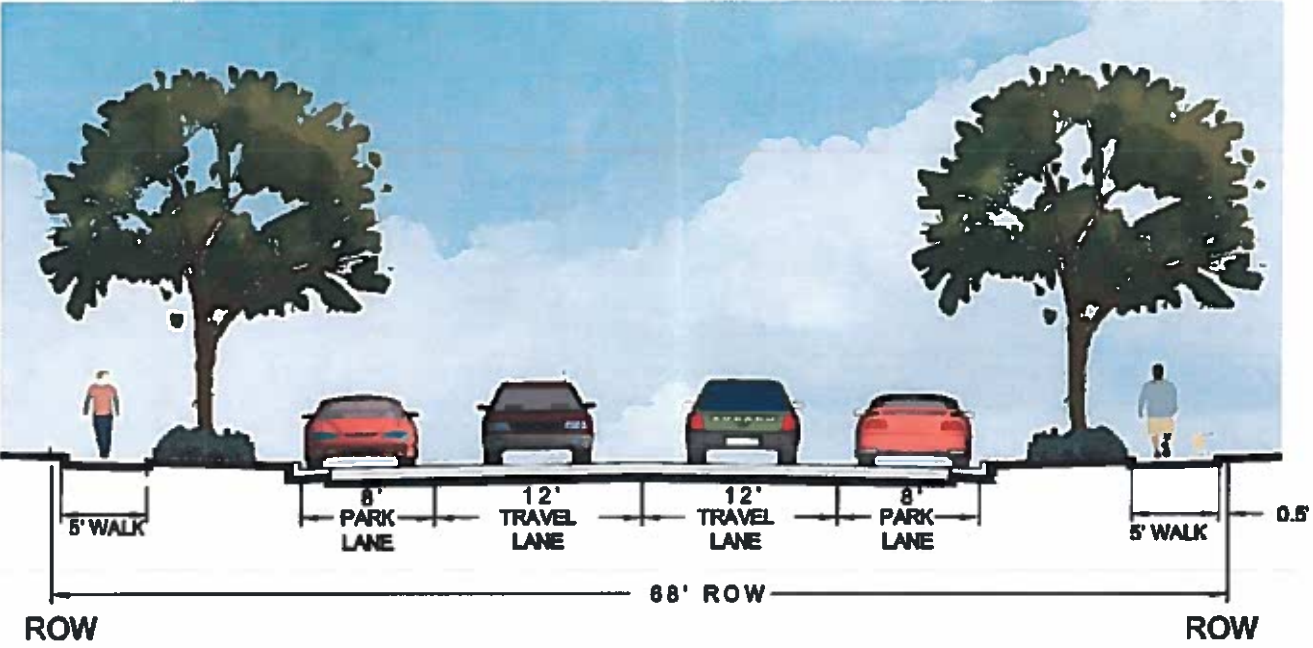 8' 12' 12' 8'
PARK TRAVEL TRAVEL PARK
LANE LANE LANE LANE
5' WALK 5' WALK 0.5'
68' ROW
ROW ROW